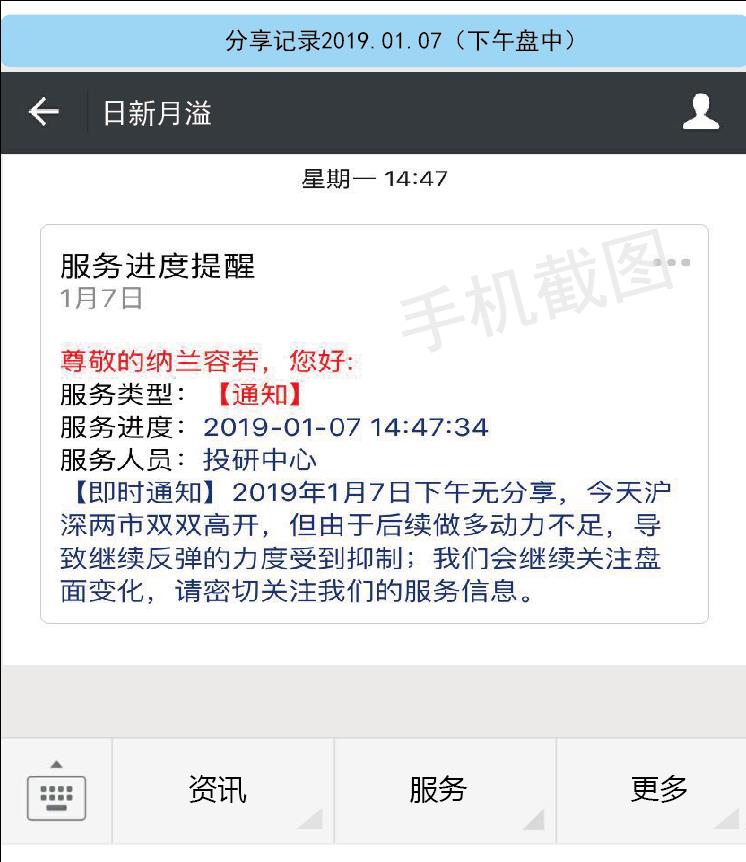 分享记录2019.01.07（下午盘中）
日新月溢
星期一 14:47
服务进度提醒
1月7日
手机截图
尊敬的纳兰容若，您好:
服务类型：【通知】
服务进度：2019-01-07 14:47:34
服务人员：投研中心
【即时通知】2019年1月7日下午无分享，今天沪
深两市双双高开，但由于后续做多动力不足，导
致继续反弹的力度受到抑制；我们会继续关注盘
面变化，请密切关注我们的服务信息。
资讯
服务
更多